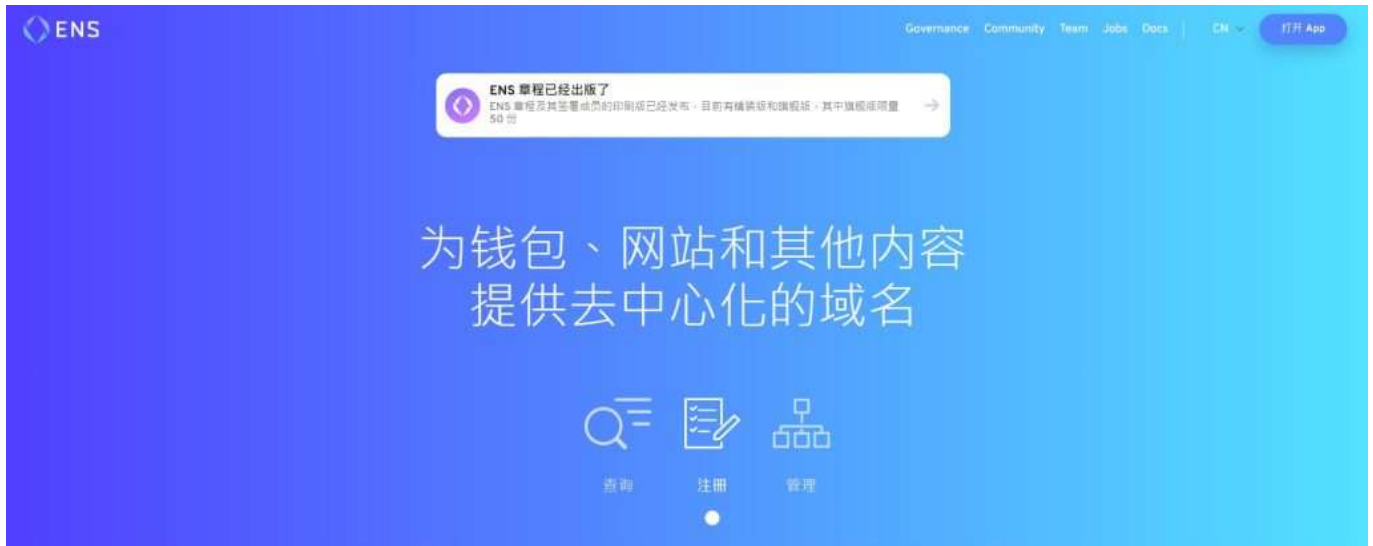 ENS
Governance Community Team Jobs Docs CN 打开 App
ENS 章程已经出版了
ENS 章程及其签署成员的印刷版已经发布，目前有精装版和旗舰版，其中旗舰版限量
50 份
为钱包、网站和其他内容
提供去中心化的域名
查询 注冊 管理